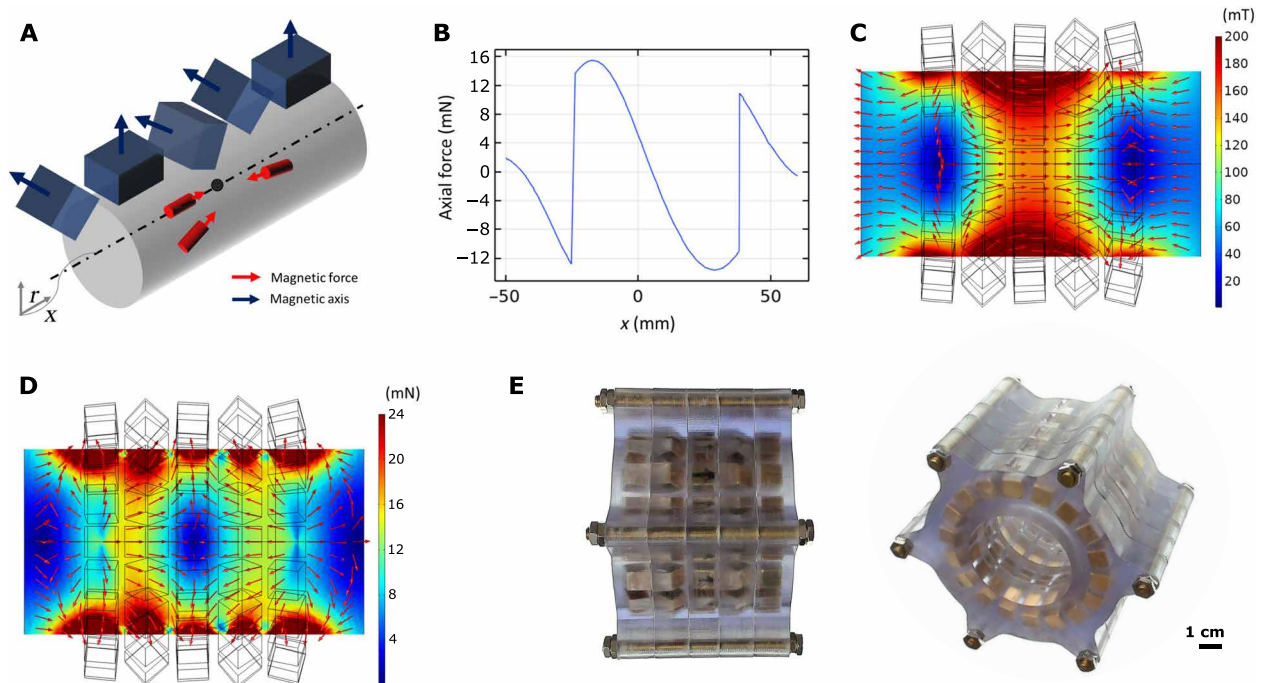 A
Magnetic force
Magnetic axis
r
x
B
Axial force (mN)
16
12
8
4
0
−4
−8
−12
−50
0
50
x (mm)
C
(mT)
200
180
160
140
120
100
80
60
40
20
D
(mN)
24
20
16
12
8
4
E
1 cm